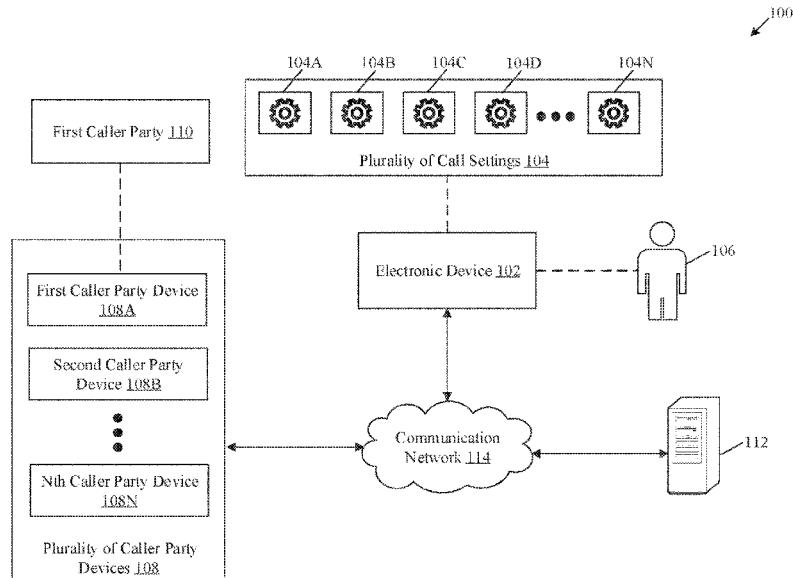 100
104A 104B 104C 104D 104N
Plurality of Call Settings 104
First Caller Party 110
Electronic Device 102
106
First Caller Party Device
108A
Second Caller Party
Device 108B
Nth Caller Party Device
108N
Plurality of Caller Party
Devices 108
Communication
Network 114
112